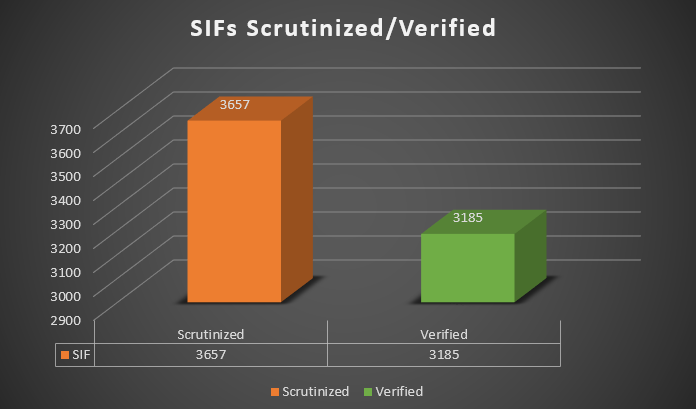 SIFs Scrutinized/Verified
3657
3185
3700
3600
3500
3400
3300
3200
3100
3000
2900
Scrutinized Verified
SIF 3657 3185
Scrutinized Verified